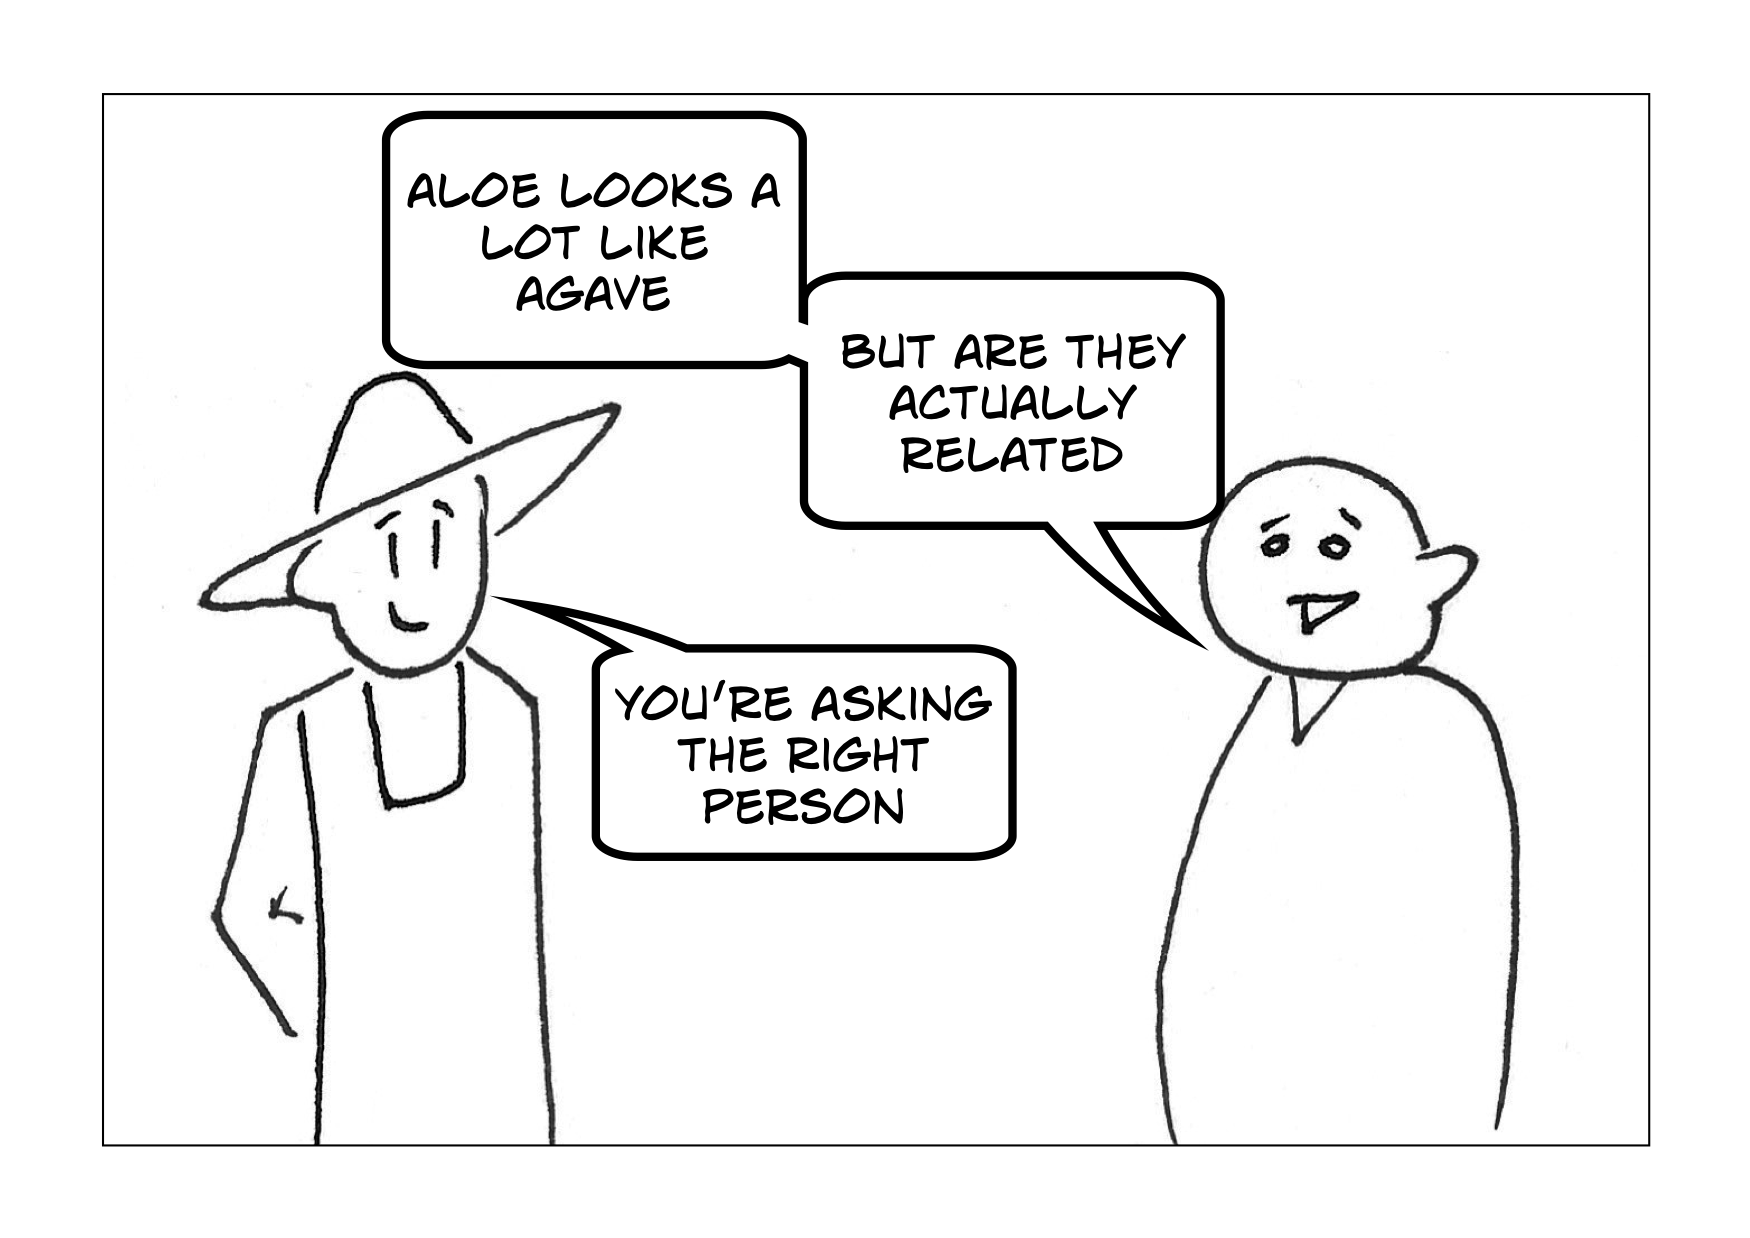 ALOE LOOKS A
LOT LIKE
AGAVE
BUT ARE THEY
ACTUALLY
RELATED
YOU'RE ASKING
THE RIGHT
PERSON